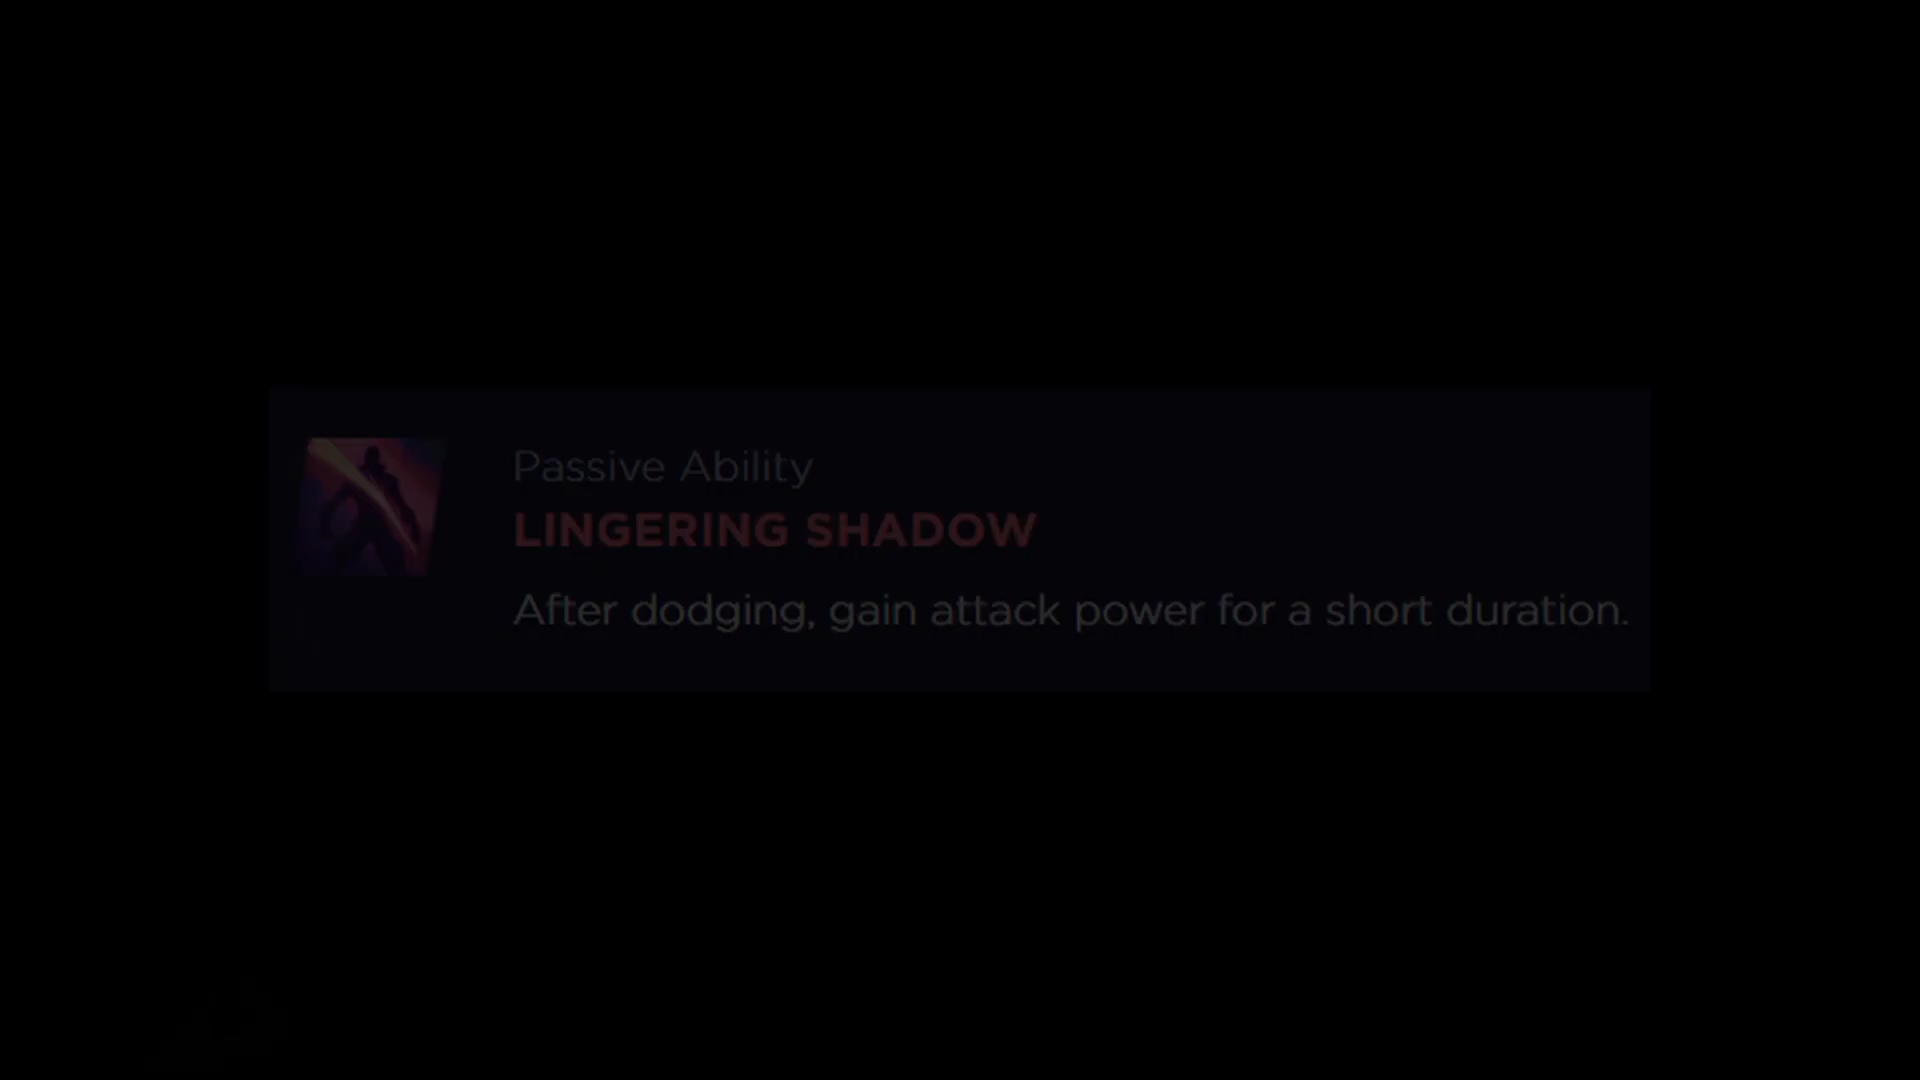 Passive Ability
LINGERING SHADOW
After dodging, gain attack power for a short duration.